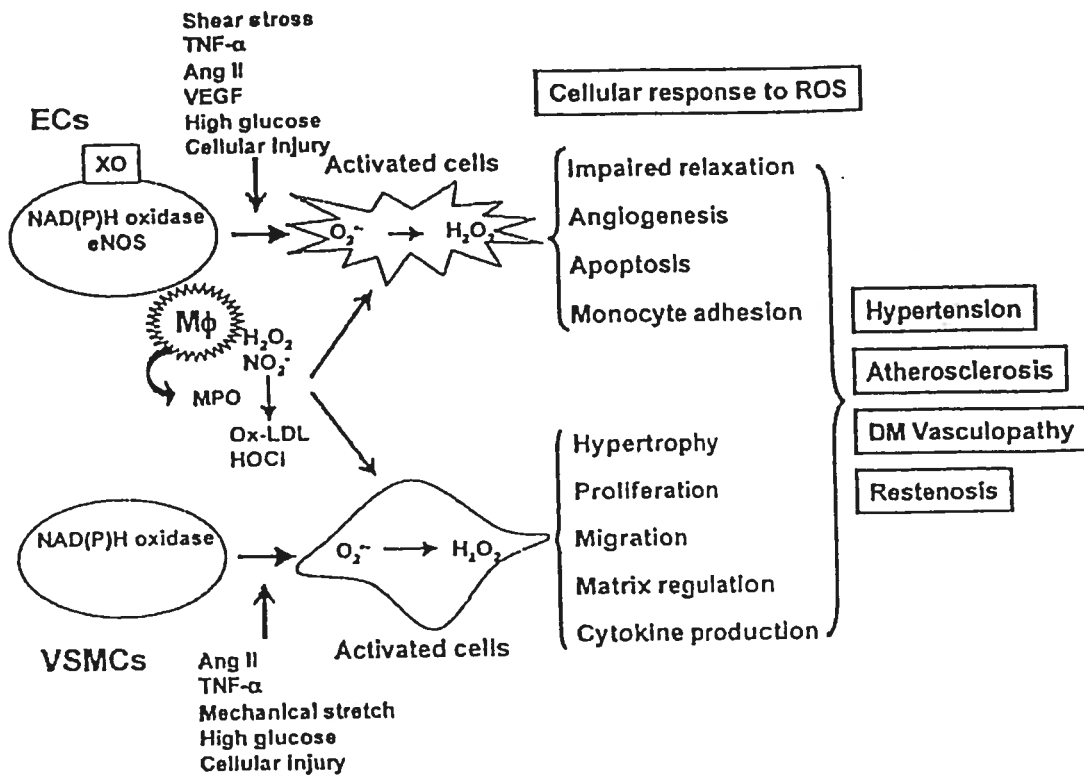 Shear stross
TNF-α
Ang II
VEGF
High glucose
Cellular Injury
ECs
XO
NAD(P)H oxidase
eNOS
Activated cells
O₂•− → H₂O₂
Cellular response to ROS
Impaired relaxation
Angiogenesis
Apoptosis
Monocyte adhesion
Mϕ
H₂O₂
NO₂-
MPO
Ox-LDL
HOCl
Hypertension
Atherosclerosis
DM Vasculopathy
Restenosis
NAD(P)H oxidase
VSMCs
O₂•− → H₂O₂
Activated cells
Hypertrophy
Proliferation
Migration
Matrix regulation
Cytokine production
Ang II
TNF-α
Mechanical stretch
High glucose
Cellular injury